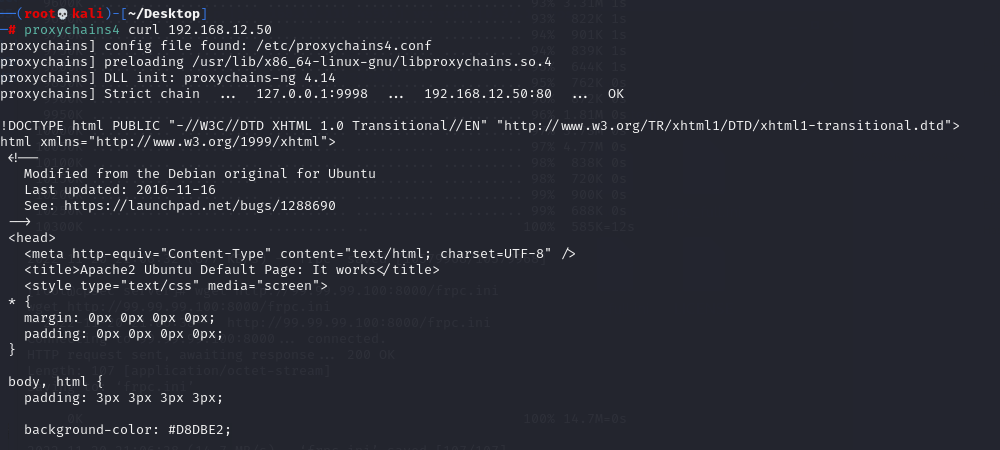 ──(root💀kali)-[~/Desktop]
─# proxychains4 curl 192.168.12.50
proxychains] config file found: /etc/proxychains4.conf
proxychains] preloading /usr/lib/x86_64-linux-gnu/libproxychains.so.4
proxychains] DLL init: proxychains-ng 4.14
proxychains] Strict chain  ...  127.0.0.1:9998  ...  192.168.12.50:80  ...  OK
!DOCTYPE html PUBLIC "-//W3C//DTD XHTML 1.0 Transitional//EN" "http://www.w3.org/TR/xhtml1/DTD/xhtml1-transitional.dtd">
html xmlns="http://www.w3.org/1999/xhtml">
<!--
Modified from the Debian original for Ubuntu
Last updated: 2016-11-16
See: https://launchpad.net/bugs/1288690
-->
<head>
<meta http-equiv="Content-Type" content="text/html; charset=UTF-8" />
<title>Apache2 Ubuntu Default Page: It works</title>
<style type="text/css" media="screen">
* {
margin: 0px 0px 0px 0px;
padding: 0px 0px 0px 0px;
}
body, html {
padding: 3px 3px 3px 3px;
background-color: #D8DBE2;